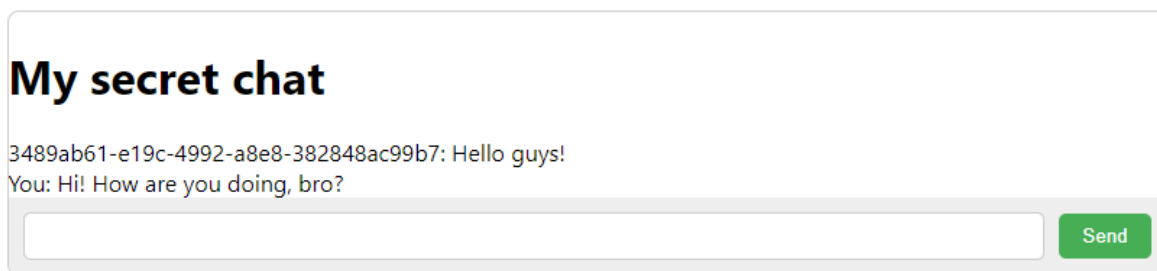 My secret chat
3489ab61-e19c-4992-a8e8-382848ac99b7: Hello guys!
You: Hi! How are you doing, bro?
Send